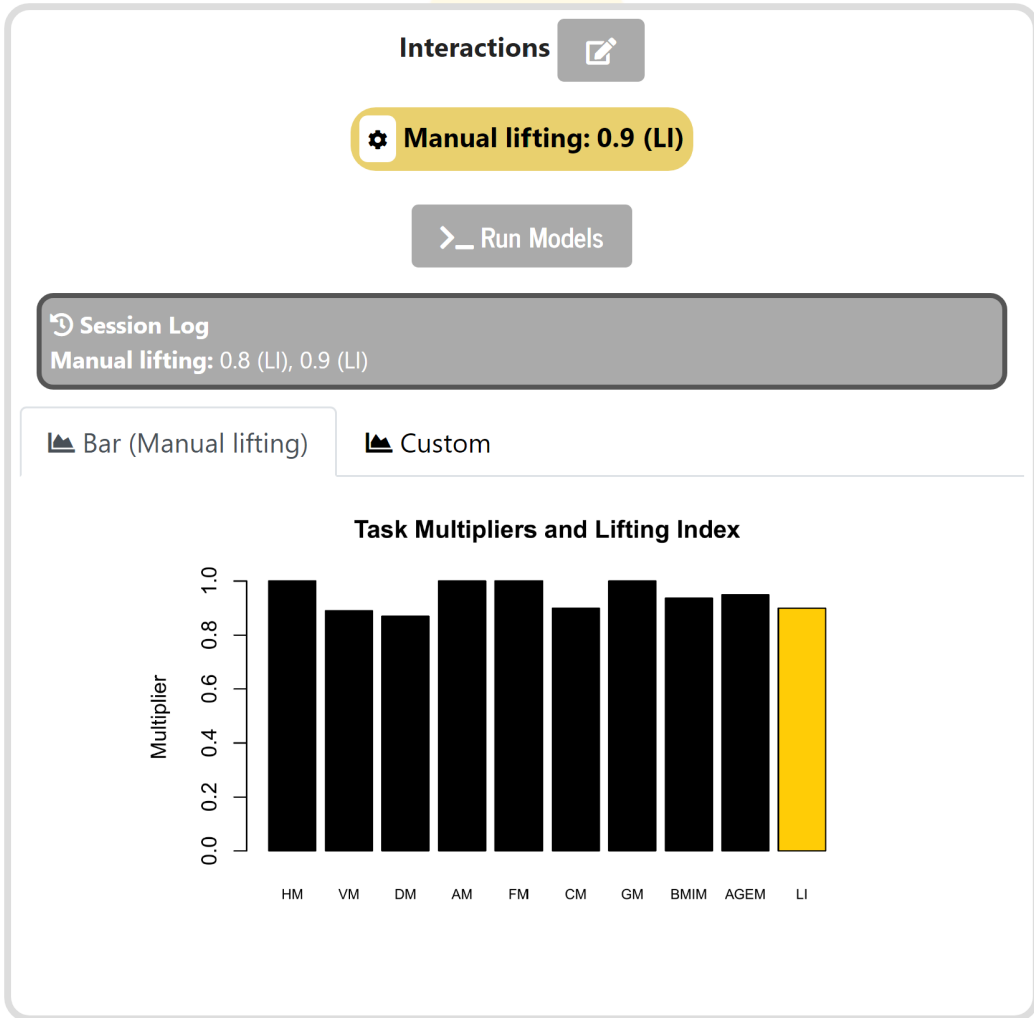 Interactions
Manual lifting: 0.9 (LI)
Run Models
Session Log
Manual lifting: 0.8 (LI), 0.9 (LI)
Bar (Manual lifting) Custom
Task Multipliers and Lifting Index
Multiplier
1.0
0.8
0.6
0.4
0.2
0.0
HM VM DM AM FM CM GM BMIM AGEM LI